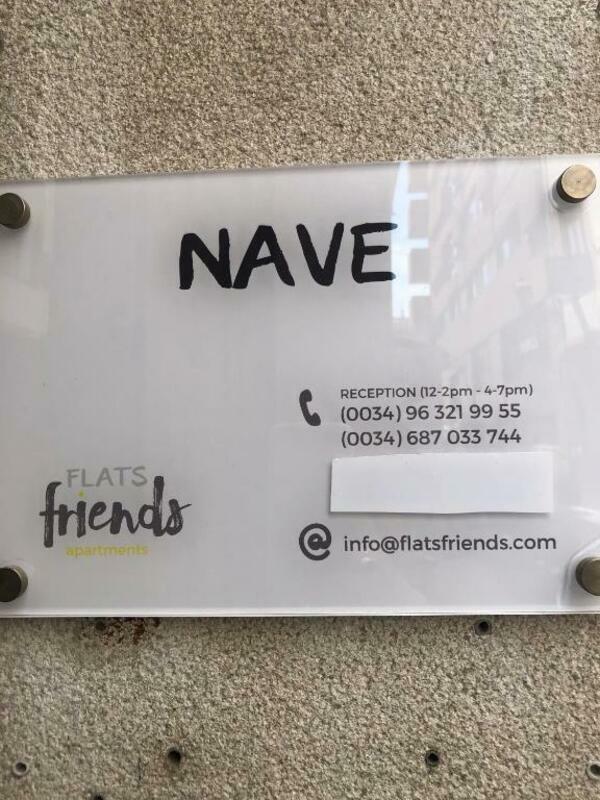 NAVE
RECEPTION (12-2pm - 4-7pm)
(0034) 96 321 99 55
(0034) 687 033 744
FLATS
friends
apartments
@ info@flatsfriends.com